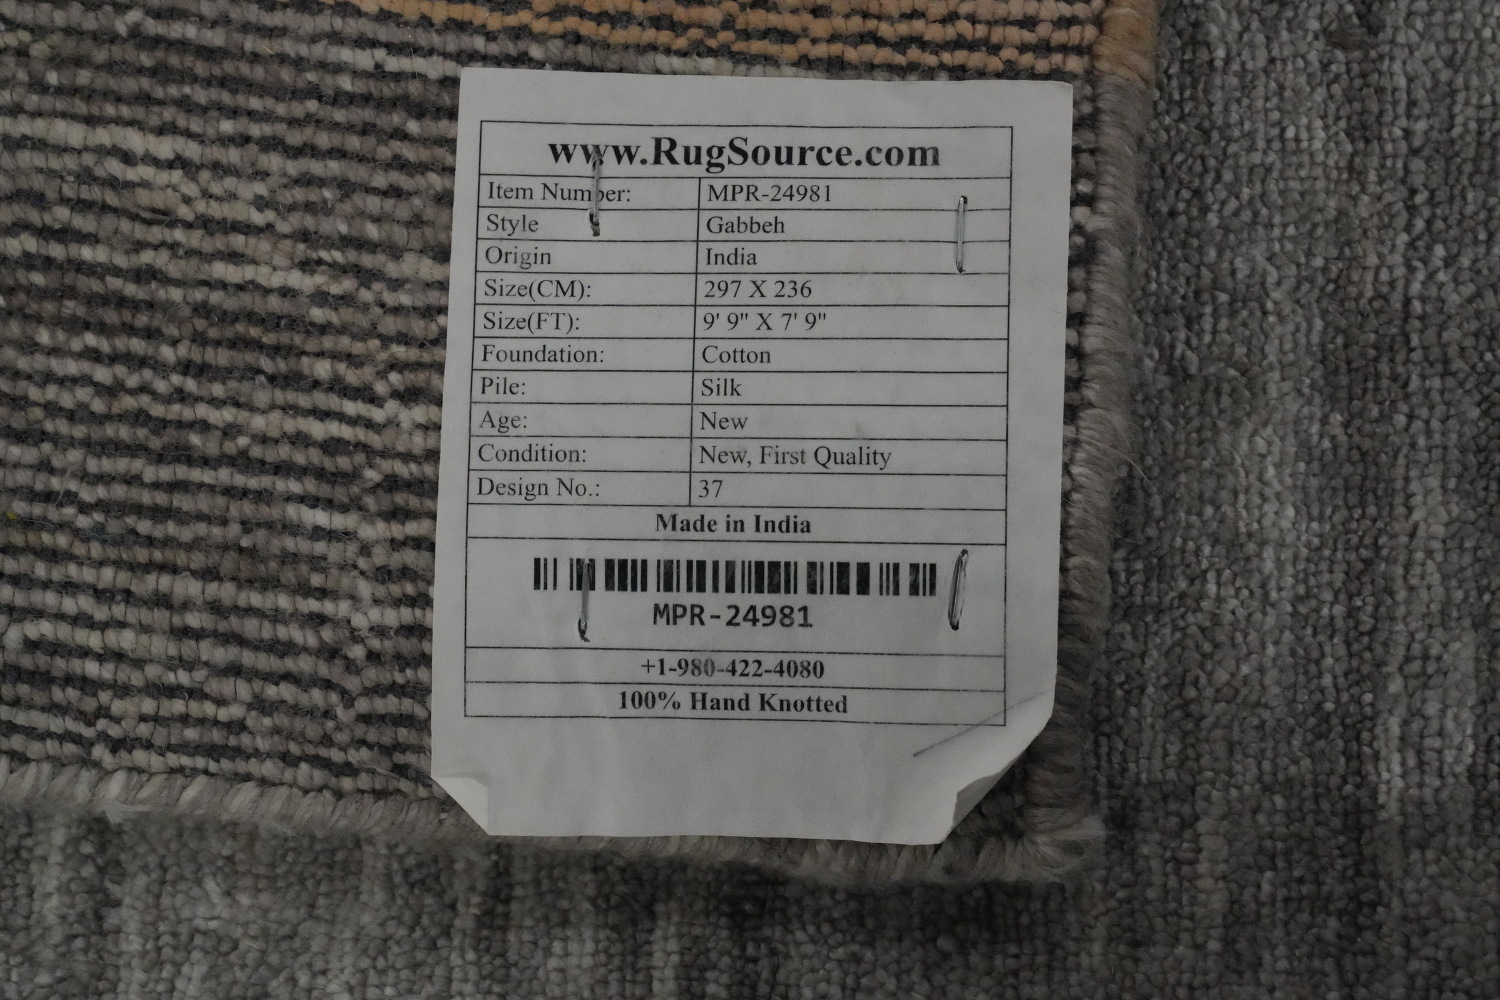 www.RugSource.com
Item Number: MPR-24981
Style Gabbeh
Origin India
Size(CM): 297 X 236
Size(FT): 9' 9" X 7' 9"
Foundation: Cotton
Pile: Silk
Age: New
Condition: New, First Quality
Design No.: 37
Made in India
MPR-24981
+1-980-422-4080
100% Hand Knotted